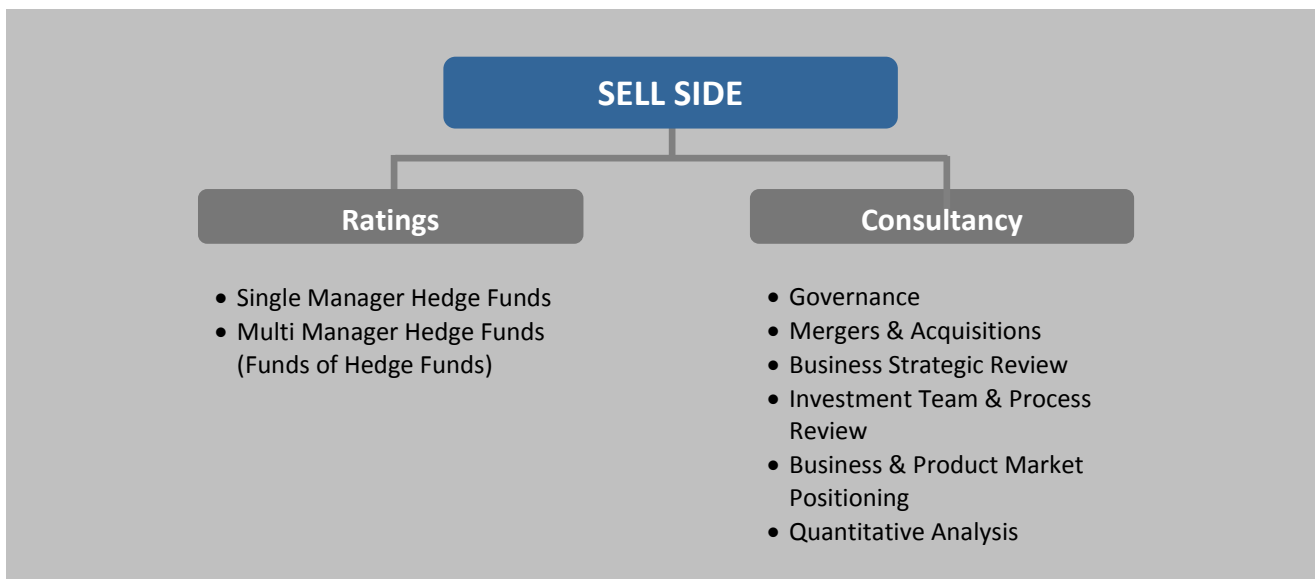 SELL SIDE
Ratings
• Single Manager Hedge Funds
• Multi Manager Hedge Funds
(Funds of Hedge Funds)
Consultancy
• Governance
• Mergers & Acquisitions
• Business Strategic Review
• Investment Team & Process
Review
• Business & Product Market
Positioning
• Quantitative Analysis